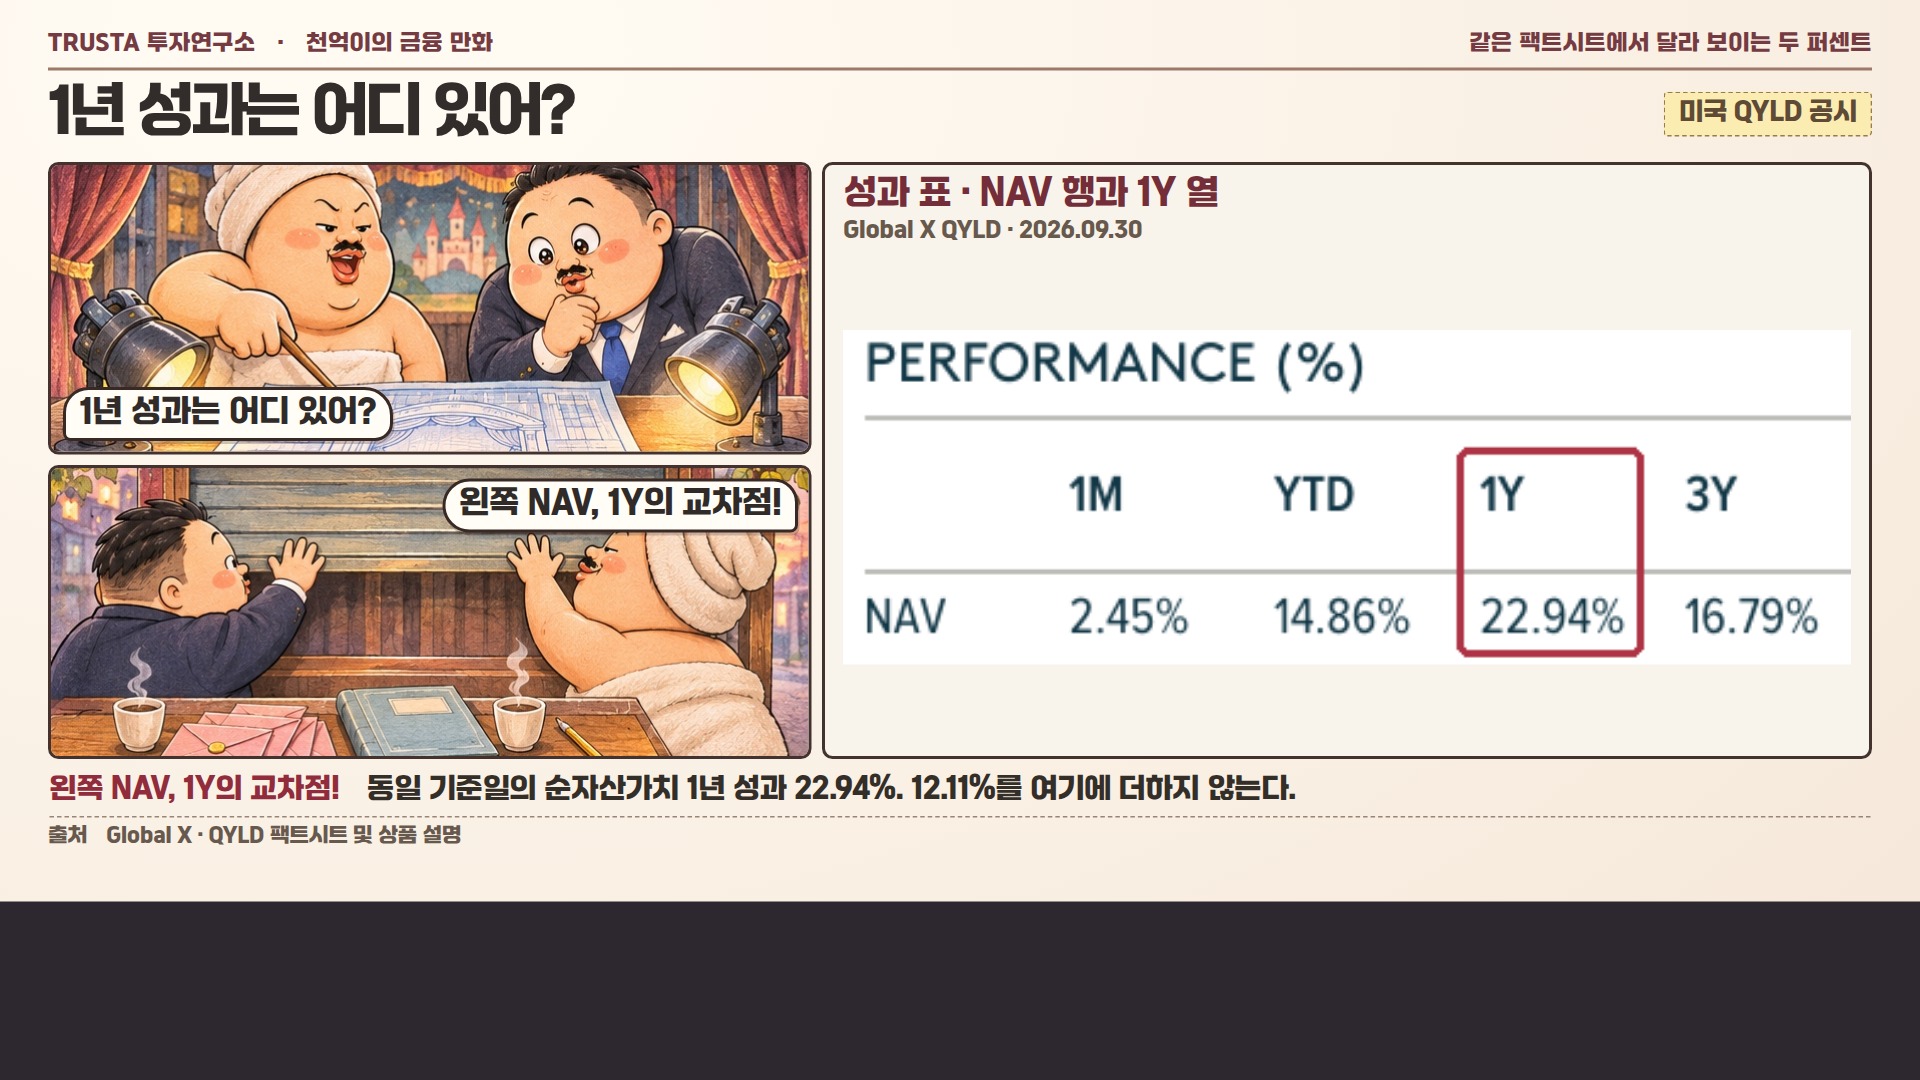 TRUSTA 투자연구소 · 천억이의 금융 만화
같은 팩트시트에서 달라 보이는 두 퍼센트
1년 성과는 어디 있어?
미국 QYLD 공시
1년 성과는 어디 있어?
왼쪽 NAV, 1Y의 교차점!
성과 표 · NAV 행과 1Y 열
Global X QYLD · 2026.09.30
PERFORMANCE (%)
1M YTD 1Y 3Y
NAV 2.45% 14.86% 22.94% 16.79%
왼쪽 NAV, 1Y의 교차점! 동일 기준일의 순자산가치 1년 성과 22.94%. 12.11%를 여기에 더하지 않는다.
출처 Global X · QYLD 팩트시트 및 상품 설명